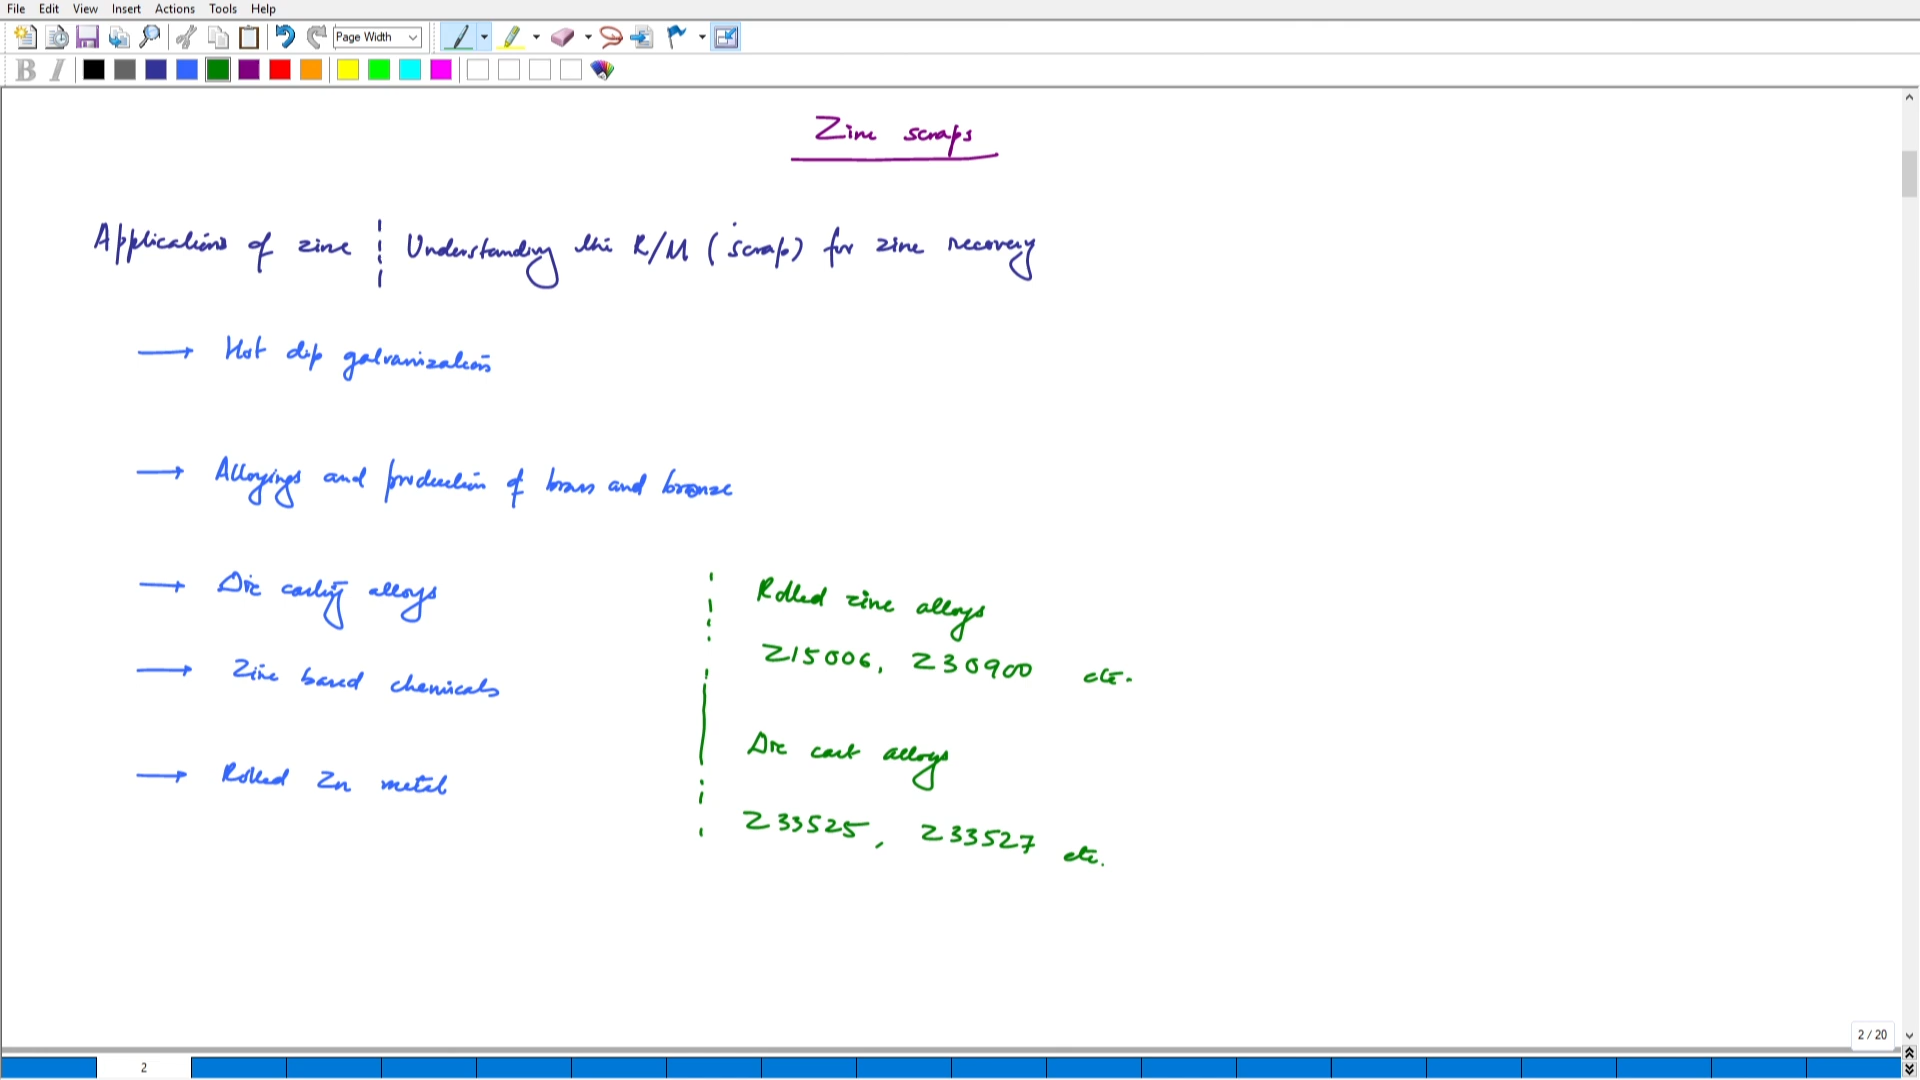 File Edit View Insert Actions Tools Help
Page Width
B I
Zinc scraps
Applications of zinc | Understanding the R/M (scrap) for zinc recovery
→ Hot dip galvanization
→ Alloyings and production of brass and bronze
→ Die casting alloys
→ Zinc based chemicals
→ Rolled Zn metal
Rolled zinc alloys
Z15006, Z30900 etc.
Die cast alloys
Z33525, Z33527 etc.
2 / 20
2